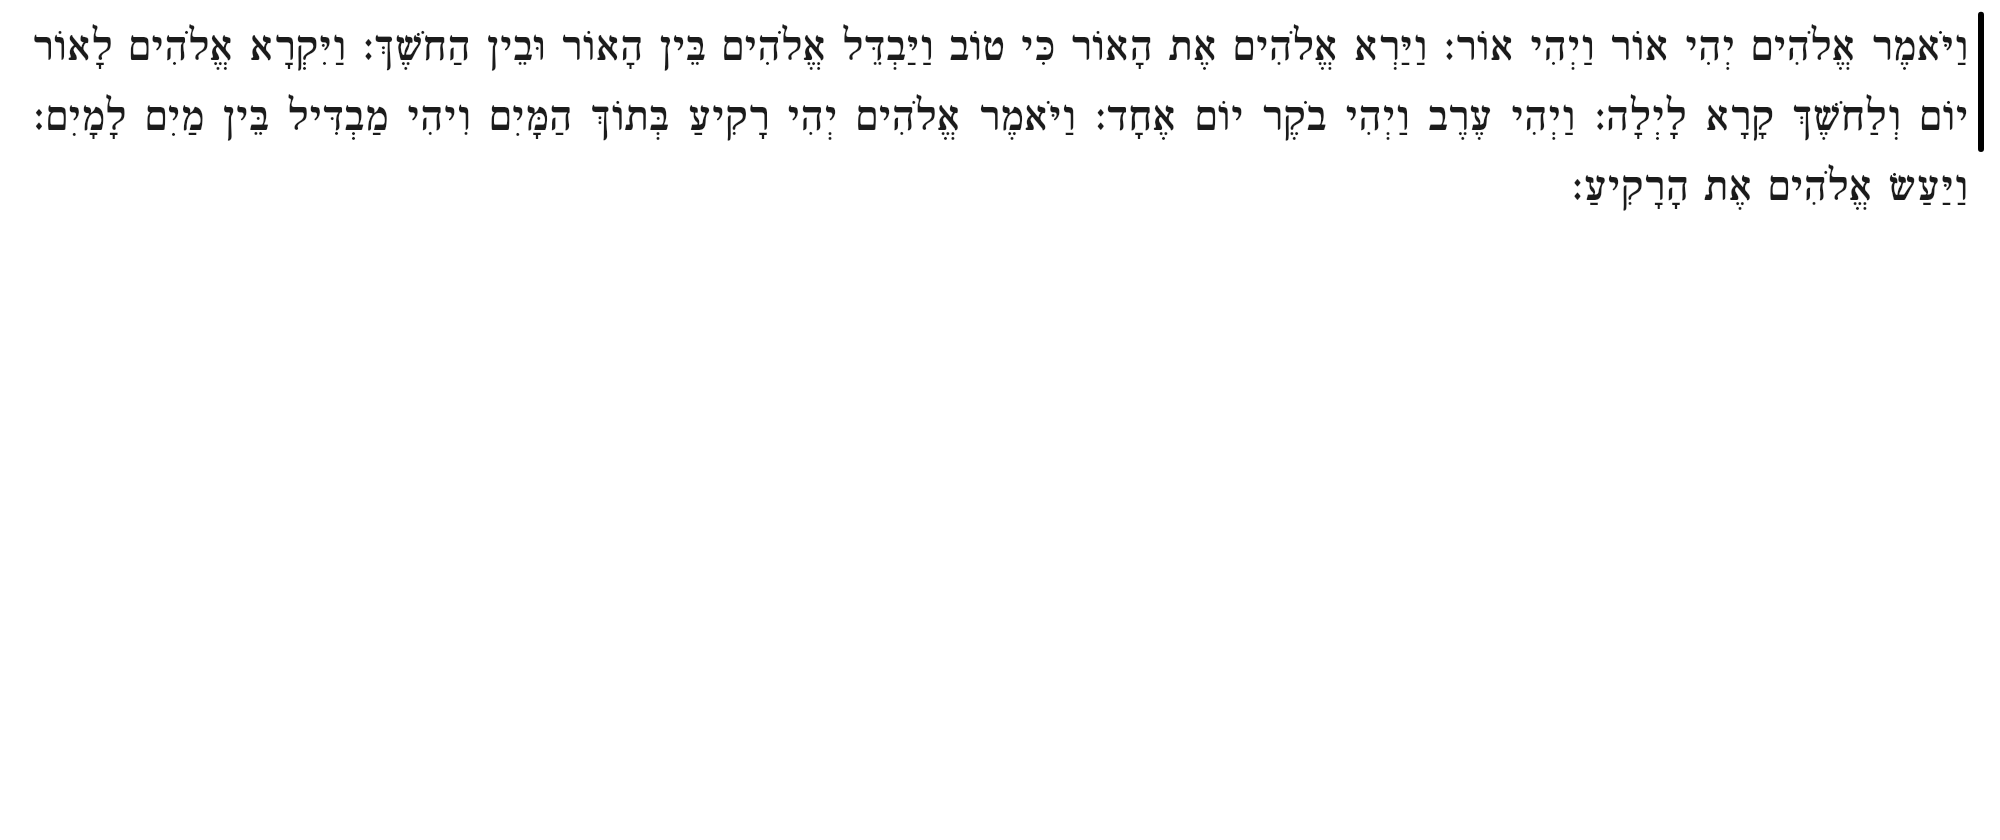 וַיֹּאמֶר אֱלֹהִים יְהִי אוֹר וַיְהִי אוֹר׃ וַיַּרְא אֱלֹהִים אֶת הָאוֹר כִּי טוֹב וַיַּבְדֵּל אֱלֹהִים בֵּין הָאוֹר וּבֵין הַחֹשֶׁךְ׃ וַיִּקְרָא אֱלֹהִים לָאוֹר
יוֹם וְלַחֹשֶׁךְ קָרָא לָיְלָה׃ וַיְהִי עֶרֶב וַיְהִי בֹקֶר יוֹם אֶחָד׃ וַיֹּאמֶר אֱלֹהִים יְהִי רָקִיעַ בְּתוֹךְ הַמָּיִם וִיהִי מַבְדִּיל בֵּין מַיִם לָמָיִם׃
וַיַּעַשׂ אֱלֹהִים אֶת הָרָקִיעַ׃